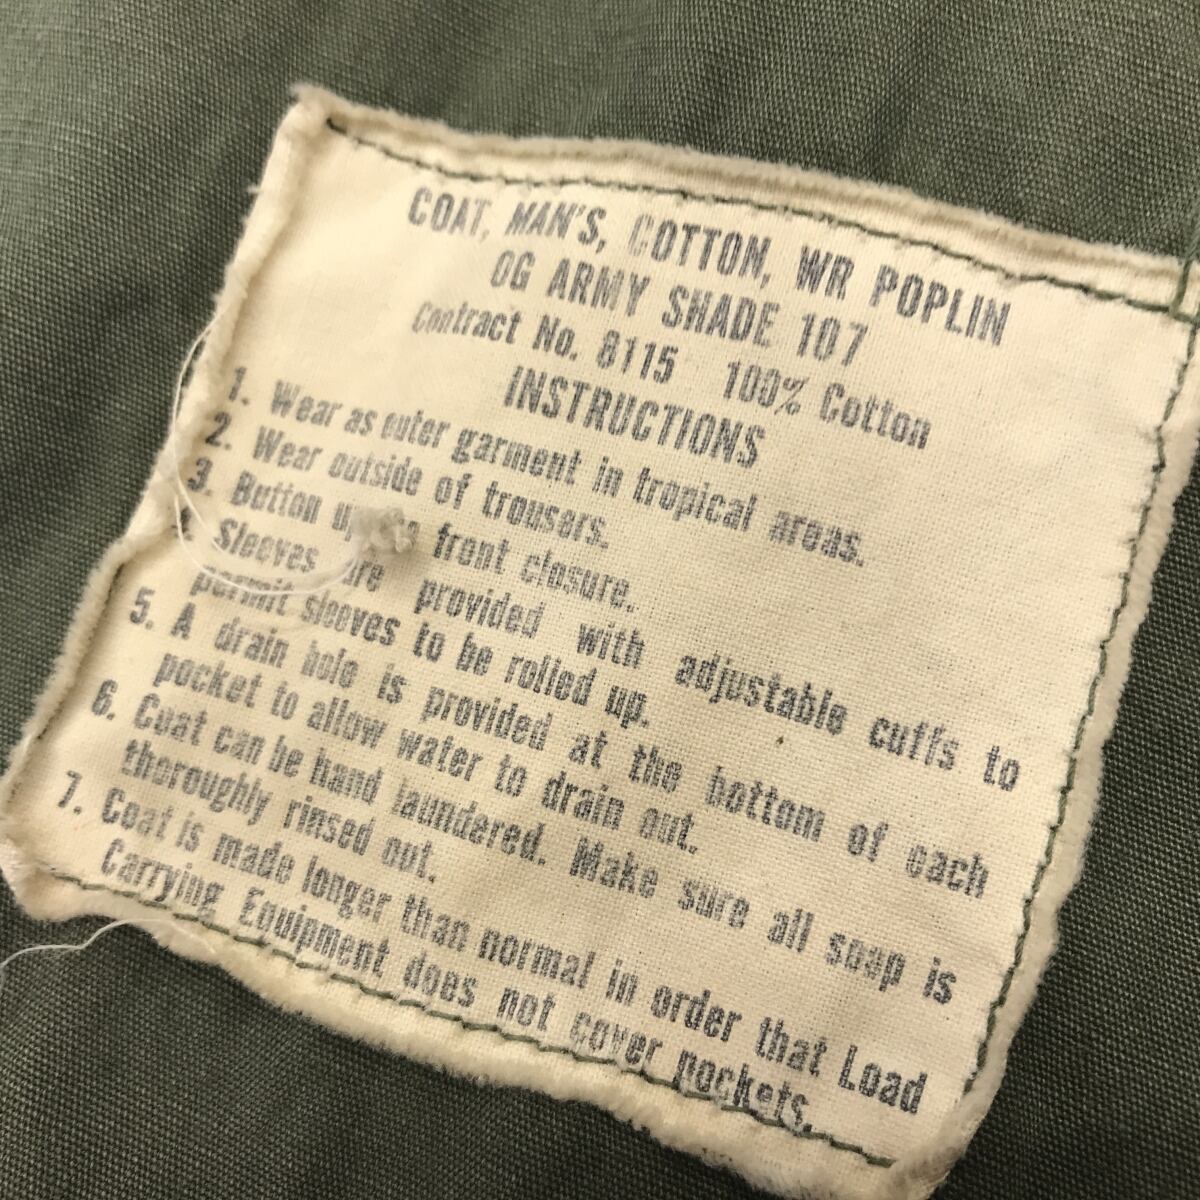 COAT, MAN'S, COTTON, WR POPLIN
OG ARMY SHADE 107
Contract No. 8115 100% Cotton
INSTRUCTIONS
1. Wear as outer garment in tropical areas.
2. Wear outside of trousers.
3. Button up front closure.
4. Sleeves are provided with adjustable cuffs to
permit sleeves to be rolled up.
5. A drain hole is provided at the bottom of each
pocket to allow water to drain out.
6. Coat can be hand laundered. Make sure all soap is
thoroughly rinsed out.
7. Coat is made longer than normal in order that Load
Carrying Equipment does not cover pockets.